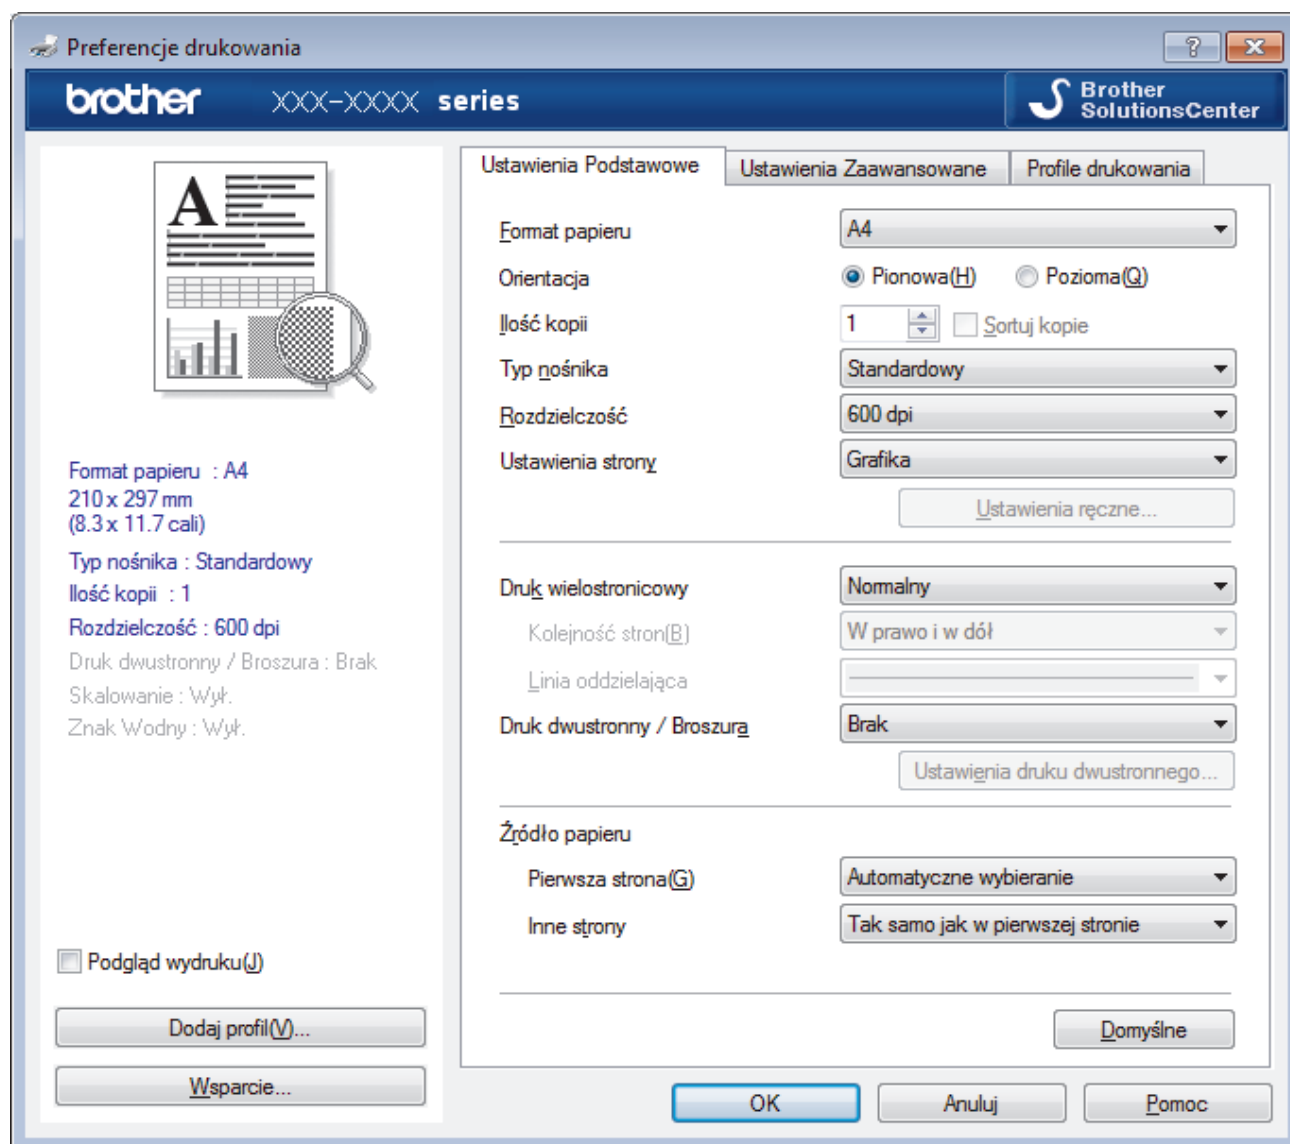 Preferencje drukowania
?
brother XXX-XXXX series
Brother
SolutionsCenter
A
Format papieru : A4
210 x 297 mm
(8.3 x 11.7 cali)
Typ nośnika : Standardowy
Ilość kopii : 1
Rozdzielczość : 600 dpi
Druk dwustronny / Broszura : Brak
Skalowanie : Wył.
Znak Wodny : Wył.
Podgląd wydruku(J)
Dodaj profil(V)...
Wsparcie...
Ustawienia Podstawowe Ustawienia Zaawansowane Profile drukowania
Format papieru A4
Orientacja Pionowa(H) Pozioma(Q)
Ilość kopii 1 Sortuj kopie
Typ nośnika Standardowy
Rozdzielczość 600 dpi
Ustawienia strony Grafika
Ustawienia ręczne...
Druk wielostronicowy Normalny
Kolejność stron(B) W prawo i w dół
Linia oddzielająca
Druk dwustronny / Broszura Brak
Ustawienia druku dwustronnego...
Źródło papieru
Pierwsza strona(G) Automatyczne wybieranie
Inne strony Tak samo jak w pierwszej stronie
Domyślne
OK Anuluj Pomoc